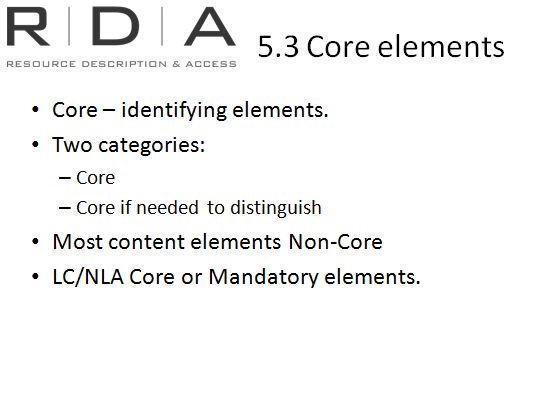 R | D | A
RESOURCE DESCRIPTION & ACCESS
5.3 Core elements
• Core – identifying elements.
• Two categories:
– Core
– Core if needed to distinguish
• Most content elements Non-Core
• LC/NLA Core or Mandatory elements.